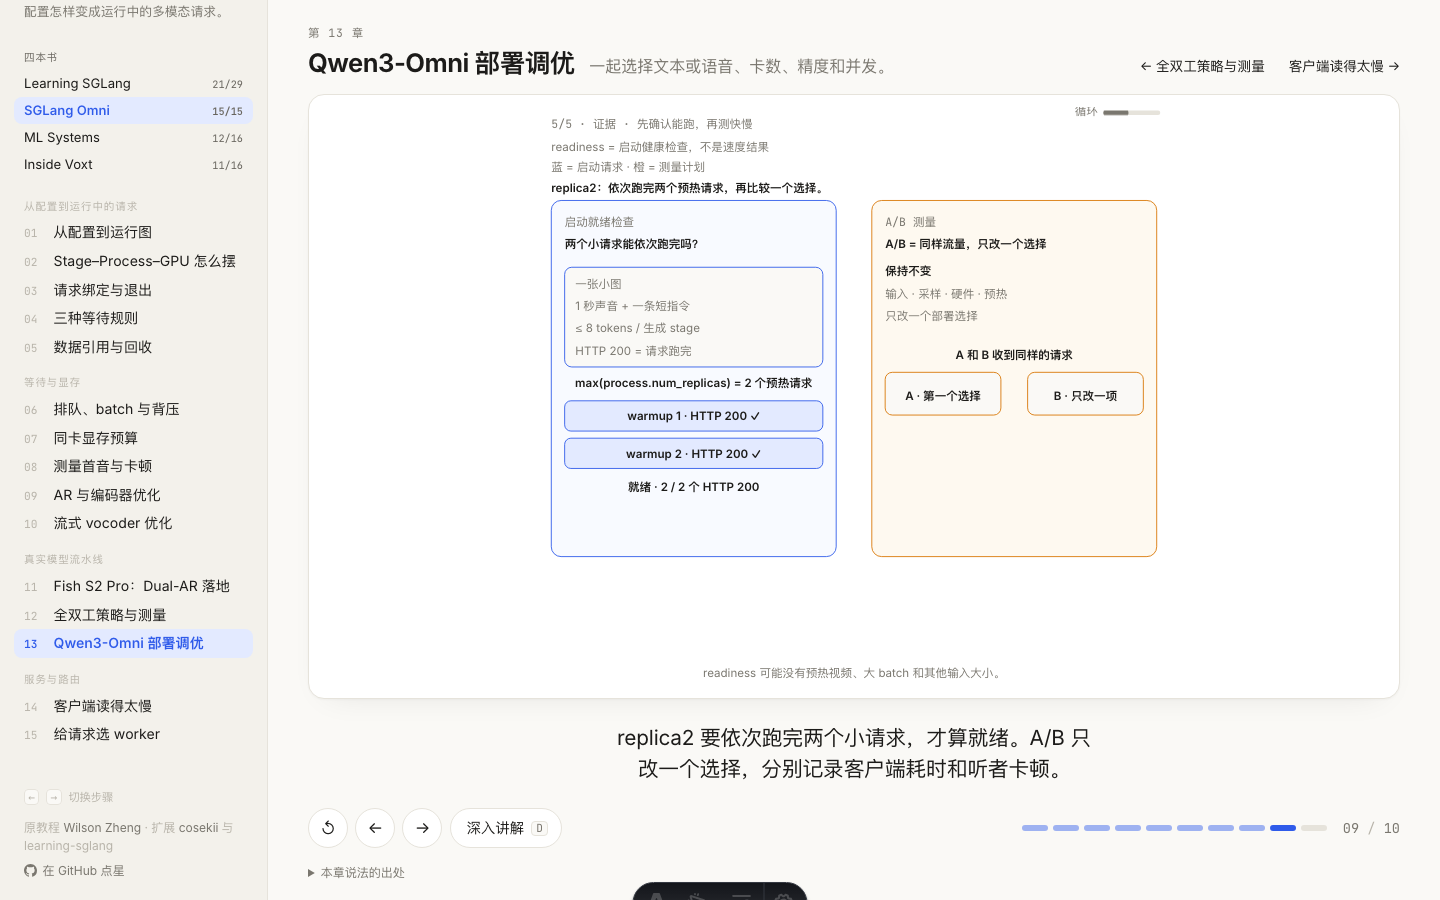 配置怎样变成运行中的多模态请求。
四本书
Learning SGLang 21/29
SGLang Omni 15/15
ML Systems 12/16
Inside Voxt 11/16
从配置到运行中的请求
01 从配置到运行图
02 Stage–Process–GPU 怎么摆
03 请求绑定与退出
04 三种等待规则
05 数据引用与回收
等待与显存
06 排队、batch 与背压
07 同卡显存预算
08 测量首音与卡顿
09 AR 与编码器优化
10 流式 vocoder 优化
真实模型流水线
11 Fish S2 Pro：Dual-AR 落地
12 全双工策略与测量
13 Qwen3-Omni 部署调优
服务与路由
14 客户端读得太慢
15 给请求选 worker
← → 切换步骤
原教程 Wilson Zheng · 扩展 cosekii 与
learning-sglang
在 GitHub 点星
第 13 章
Qwen3-Omni 部署调优 一起选择文本或语音、卡数、精度和并发。
← 全双工策略与测量 客户端读得太慢 →
循环
5/5 · 证据 · 先确认能跑，再测快慢
readiness = 启动健康检查，不是速度结果
蓝 = 启动请求 · 橙 = 测量计划
replica2：依次跑完两个预热请求，再比较一个选择。
启动就绪检查
两个小请求能依次跑完吗？
一张小图
1 秒声音 + 一条短指令
≤ 8 tokens / 生成 stage
HTTP 200 = 请求跑完
max(process.num_replicas) = 2 个预热请求
warmup 1 · HTTP 200 ✓
warmup 2 · HTTP 200 ✓
就绪 · 2 / 2 个 HTTP 200
A/B 测量
A/B = 同样流量，只改一个选择
保持不变
输入 · 采样 · 硬件 · 预热
只改一个部署选择
A 和 B 收到同样的请求
A · 第一个选择
B · 只改一项
readiness 可能没有预热视频、大 batch 和其他输入大小。
replica2 要依次跑完两个小请求，才算就绪。A/B 只
改一个选择，分别记录客户端耗时和听者卡顿。
← → 深入讲解 D
09 / 10
▶ 本章说法的出处